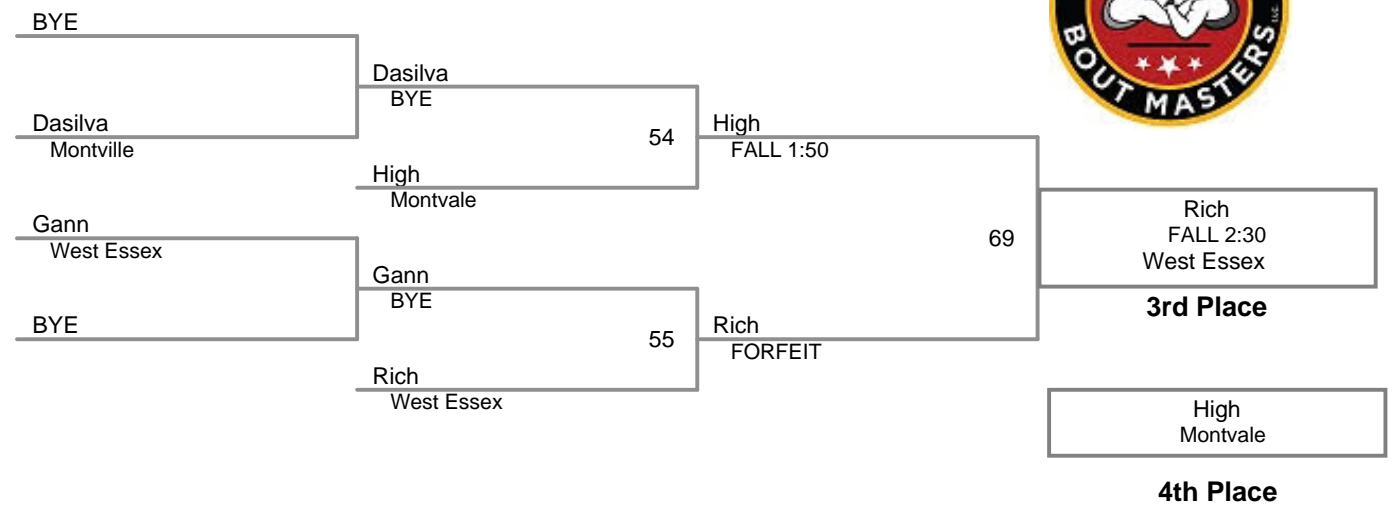 BYE
Dasilva
Montville
Gann
West Essex
BYE
Dasilva
BYE
54
High
Montvale
Gann
BYE
55
Rich
West Essex
High
FALL 1:50
69
Rich
FORFEIT
BOUT MASTERS INC.
Rich
FALL 2:30
West Essex
3rd Place
High
Montvale
4th Place